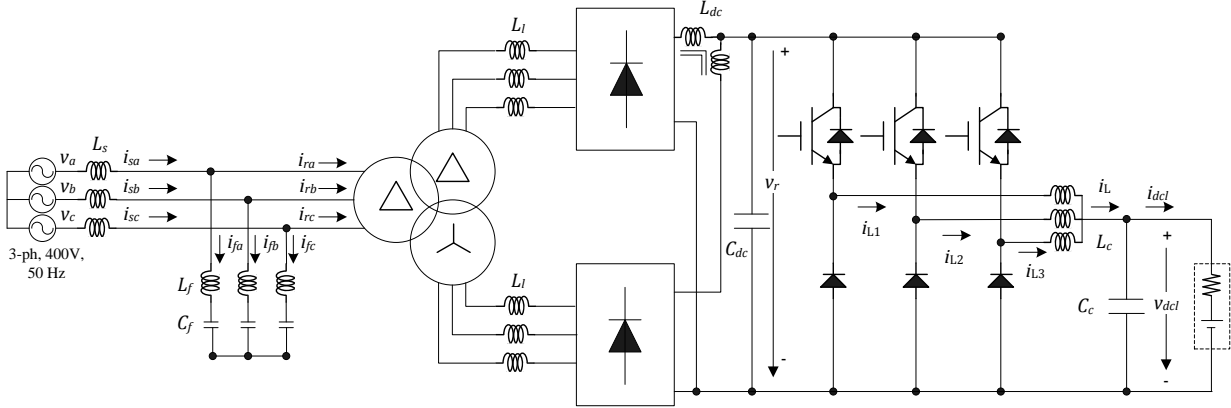 L_l
L_dc
L_s
v_a
i_sa
i_ra
v_b
i_sb
i_rb
v_c
i_sc
i_rc
3-ph, 400V,
50 Hz
i_fa
i_fb
i_fc
L_f
C_f
L_l
+
v_r
-
C_dc
i_L1
i_L2
i_L3
i_L
L_c
i_dcl
+
v_dcl
-
C_c